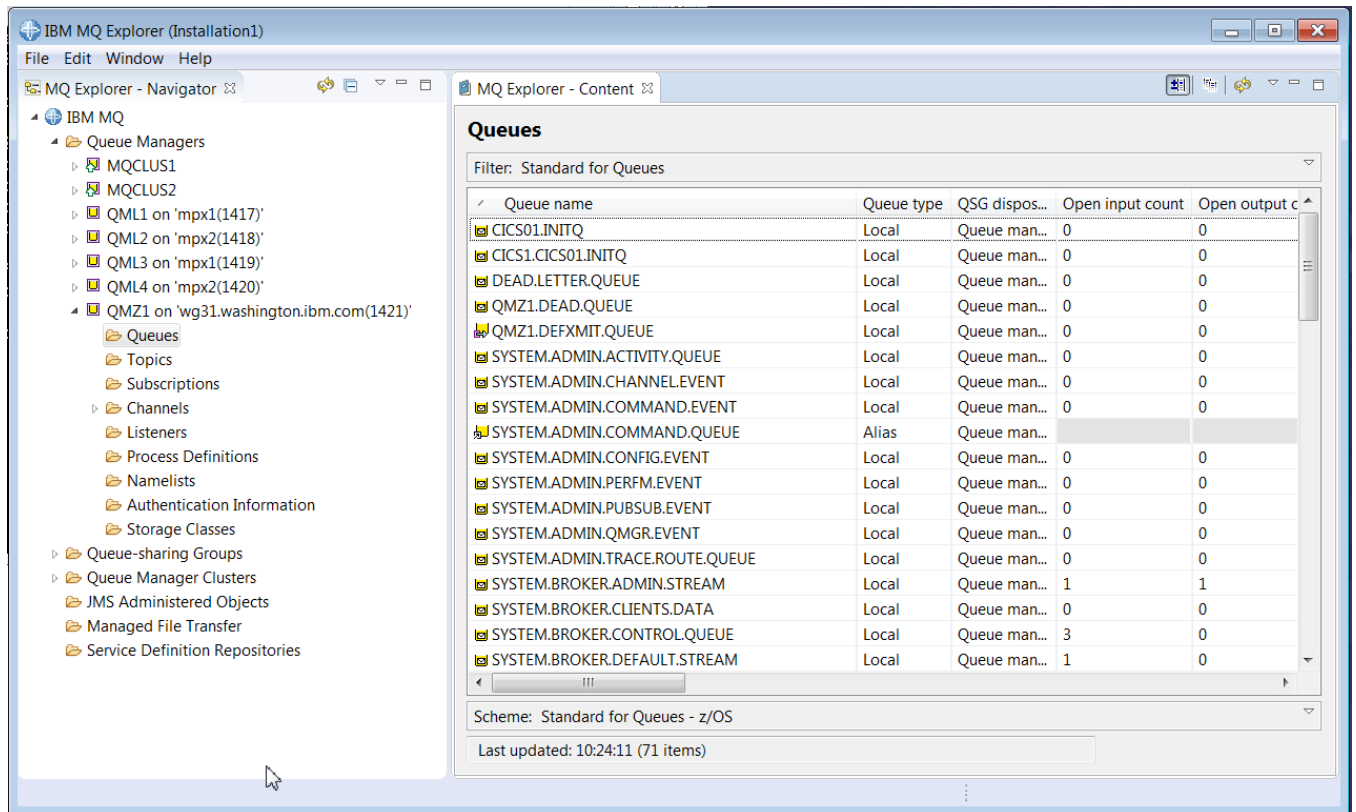 IBM MQ Explorer (Installation1)
File Edit Window Help
MQ Explorer - Navigator
IBM MQ
Queue Managers
MQCLUS1
MQCLUS2
QML1 on 'mpx1(1417)'
QML2 on 'mpx2(1418)'
QML3 on 'mpx1(1419)'
QML4 on 'mpx2(1420)'
QMZ1 on 'wg31.washington.ibm.com(1421)'
Queues
Topics
Subscriptions
Channels
Listeners
Process Definitions
Namelists
Authentication Information
Storage Classes
Queue-sharing Groups
Queue Manager Clusters
JMS Administered Objects
Managed File Transfer
Service Definition Repositories
MQ Explorer - Content
Queues
Filter: Standard for Queues
Queue name Queue type QSG dispos... Open input count Open output c
CICS01.INITQ Local Queue man... 0 0
CICS1.CICS01.INITQ Local Queue man... 0 0
DEAD.LETTER.QUEUE Local Queue man... 0 0
QMZ1.DEAD.QUEUE Local Queue man... 0 0
QMZ1.DEFXMIT.QUEUE Local Queue man... 0 0
SYSTEM.ADMIN.ACTIVITY.QUEUE Local Queue man... 0 0
SYSTEM.ADMIN.CHANNEL.EVENT Local Queue man... 0 0
SYSTEM.ADMIN.COMMAND.EVENT Local Queue man... 0 0
SYSTEM.ADMIN.COMMAND.QUEUE Alias Queue man...
SYSTEM.ADMIN.CONFIG.EVENT Local Queue man... 0 0
SYSTEM.ADMIN.PERFM.EVENT Local Queue man... 0 0
SYSTEM.ADMIN.PUBSUB.EVENT Local Queue man... 0 0
SYSTEM.ADMIN.QMGR.EVENT Local Queue man... 0 0
SYSTEM.ADMIN.TRACE.ROUTE.QUEUE Local Queue man... 0 0
SYSTEM.BROKER.ADMIN.STREAM Local Queue man... 1 1
SYSTEM.BROKER.CLIENTS.DATA Local Queue man... 0 0
SYSTEM.BROKER.CONTROL.QUEUE Local Queue man... 3 0
SYSTEM.BROKER.DEFAULT.STREAM Local Queue man... 1 0
Scheme: Standard for Queues - z/OS
Last updated: 10:24:11 (71 items)